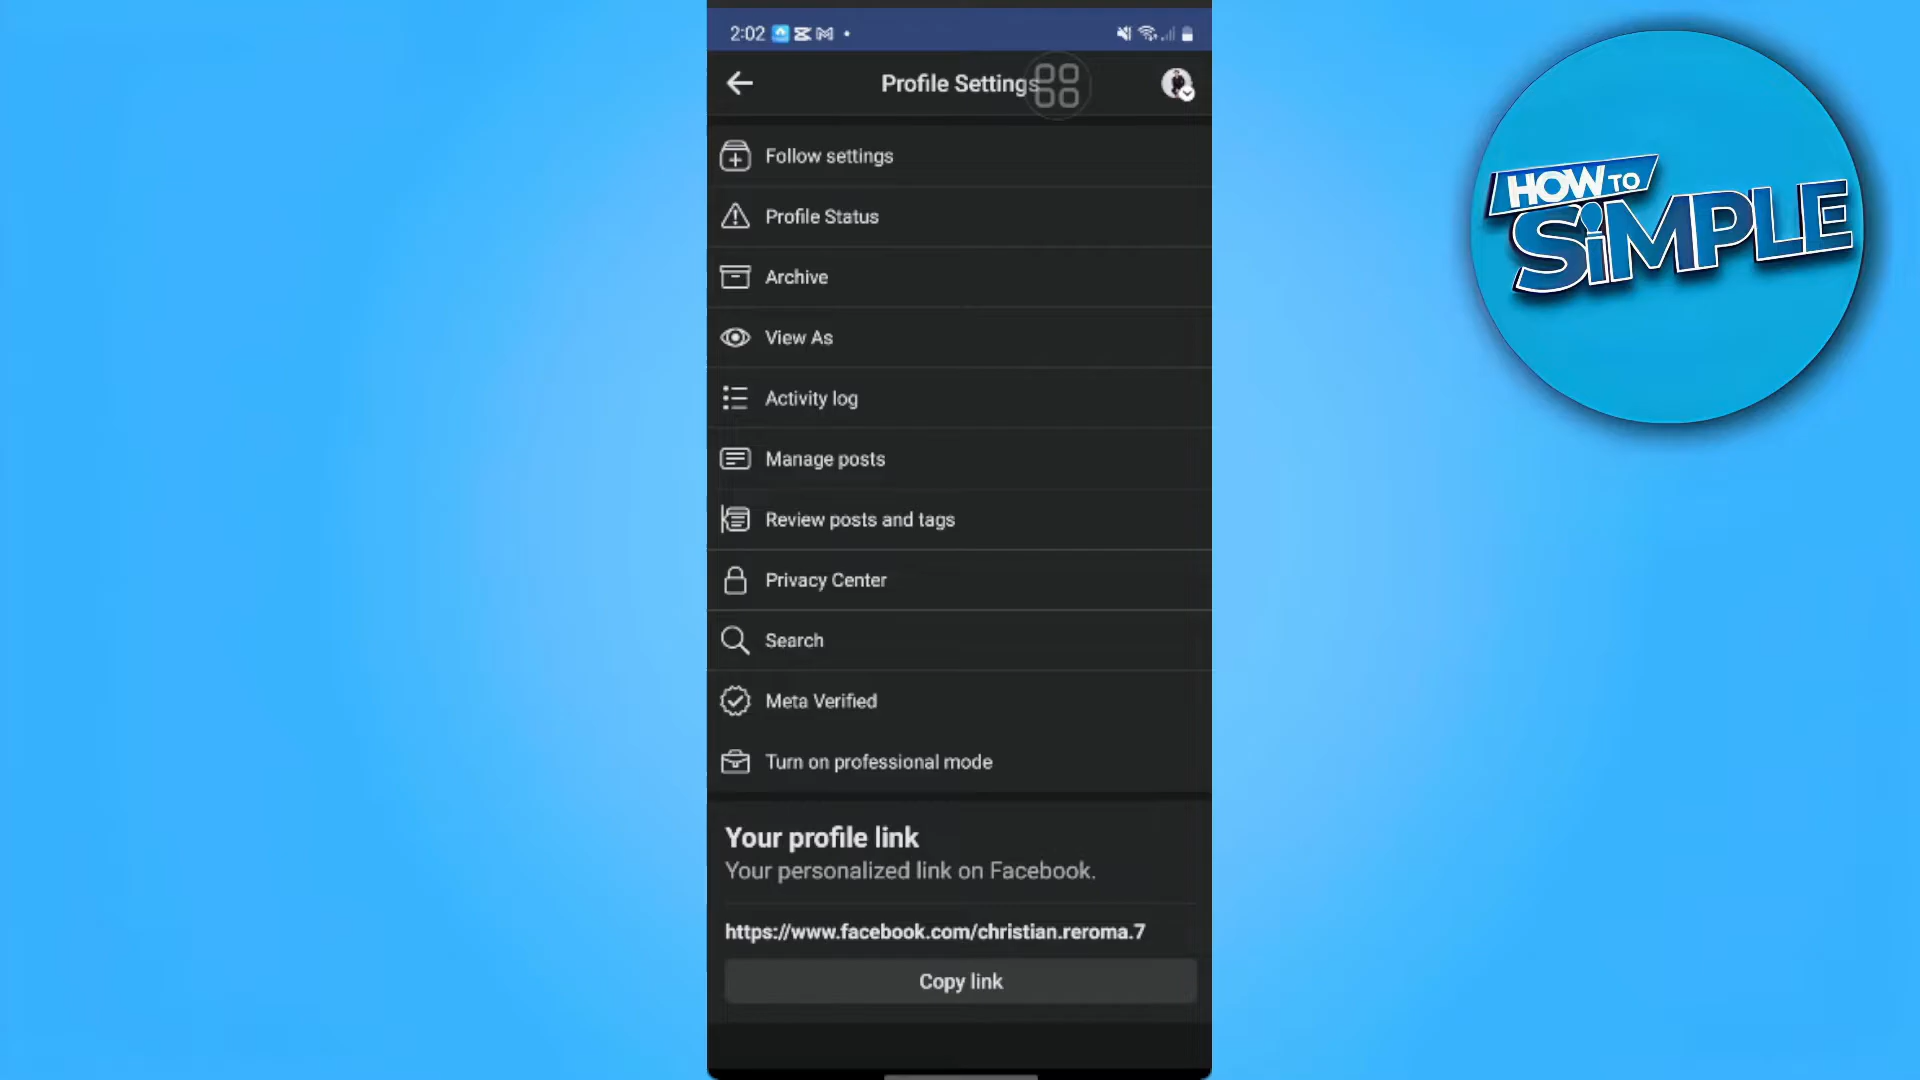 2:02
Profile Settings
Follow settings
Profile Status
Archive
View As
Activity log
Manage posts
Review posts and tags
Privacy Center
Search
Meta Verified
Turn on professional mode
Your profile link
Your personalized link on Facebook.
https://www.facebook.com/christian.reroma.7
Copy link
HOW TO
SiMPLE